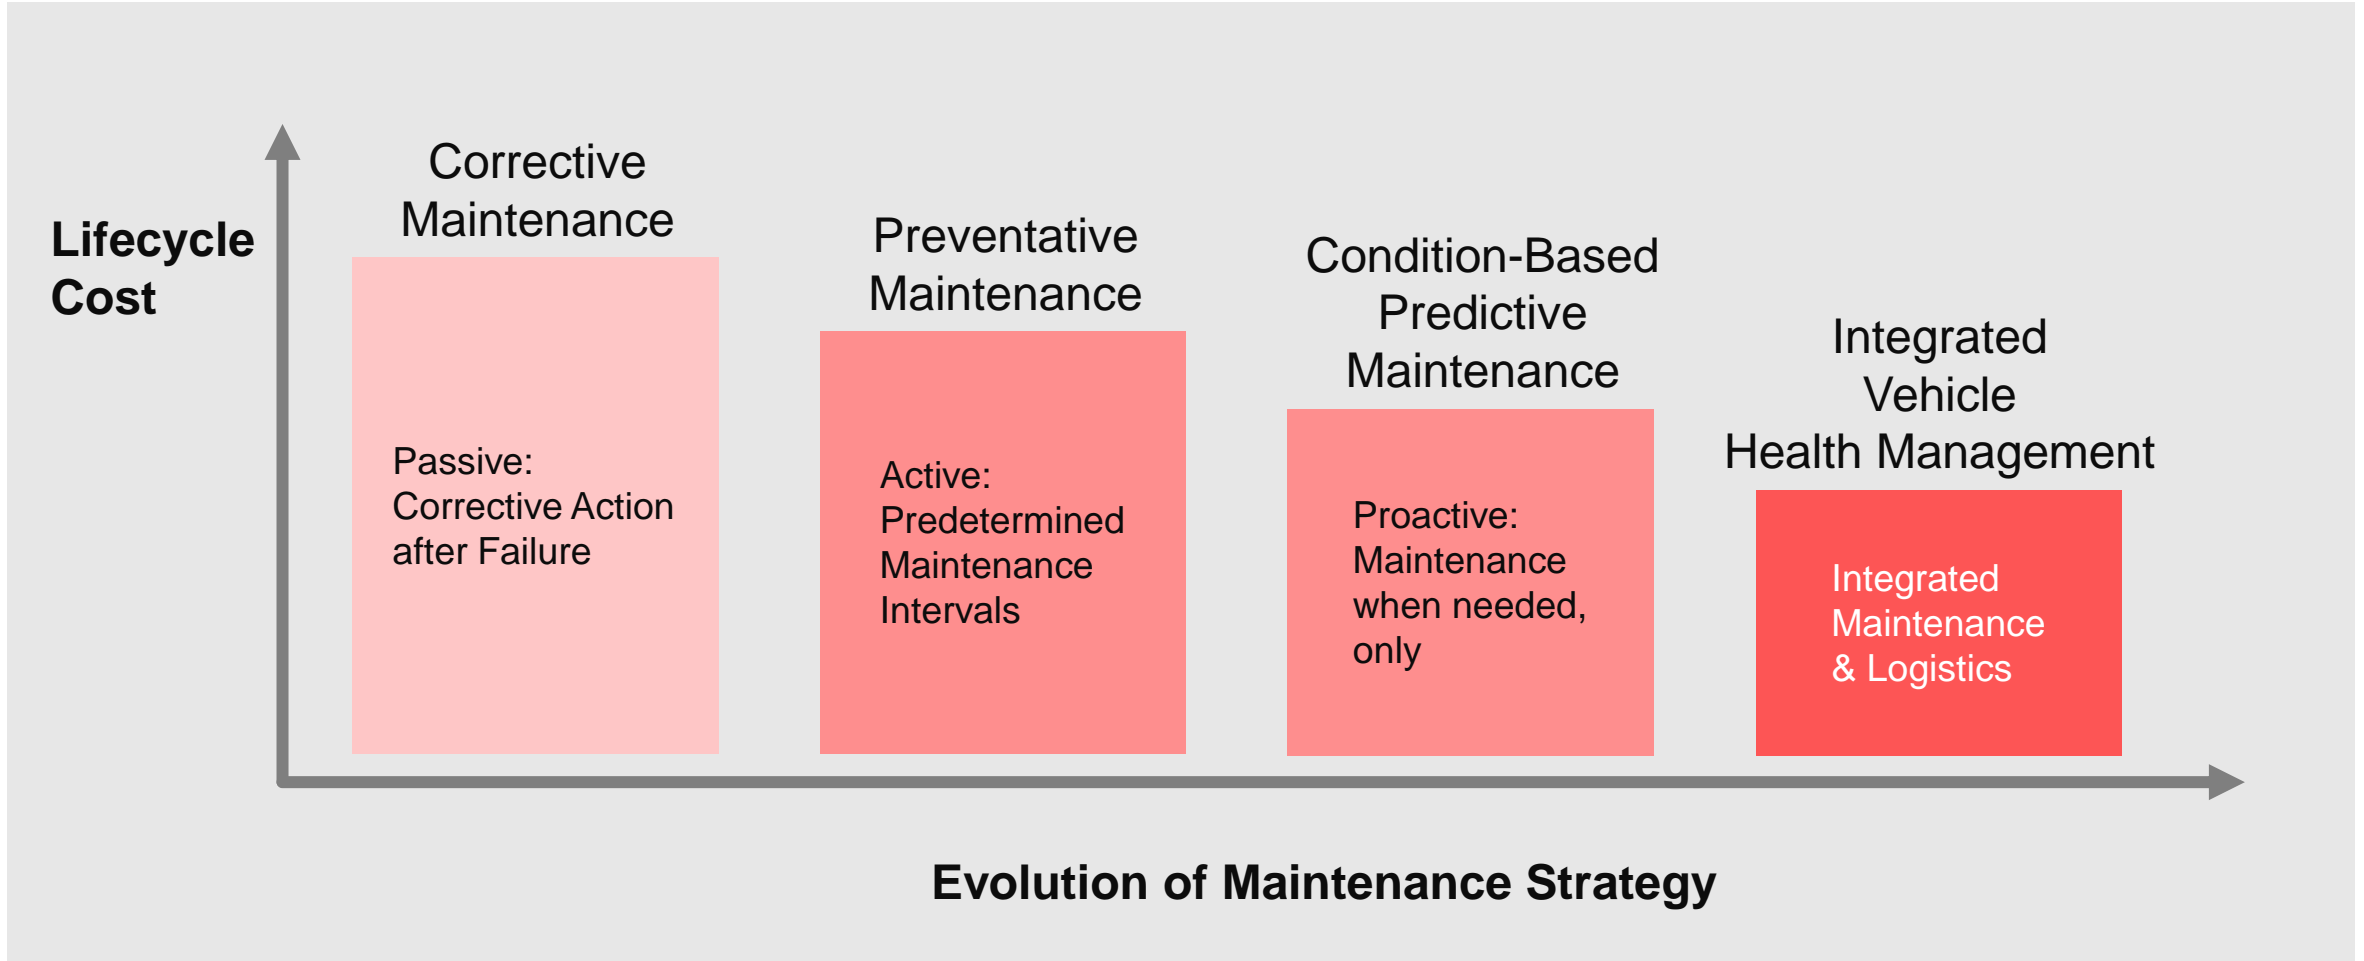 Lifecycle
Cost
Corrective
Maintenance
Passive:
Corrective Action
after Failure
Preventative
Maintenance
Active:
Predetermined
Maintenance
Intervals
Condition-Based
Predictive
Maintenance
Proactive:
Maintenance
when needed,
only
Integrated
Vehicle
Health Management
Integrated
Maintenance
& Logistics
Evolution of Maintenance Strategy